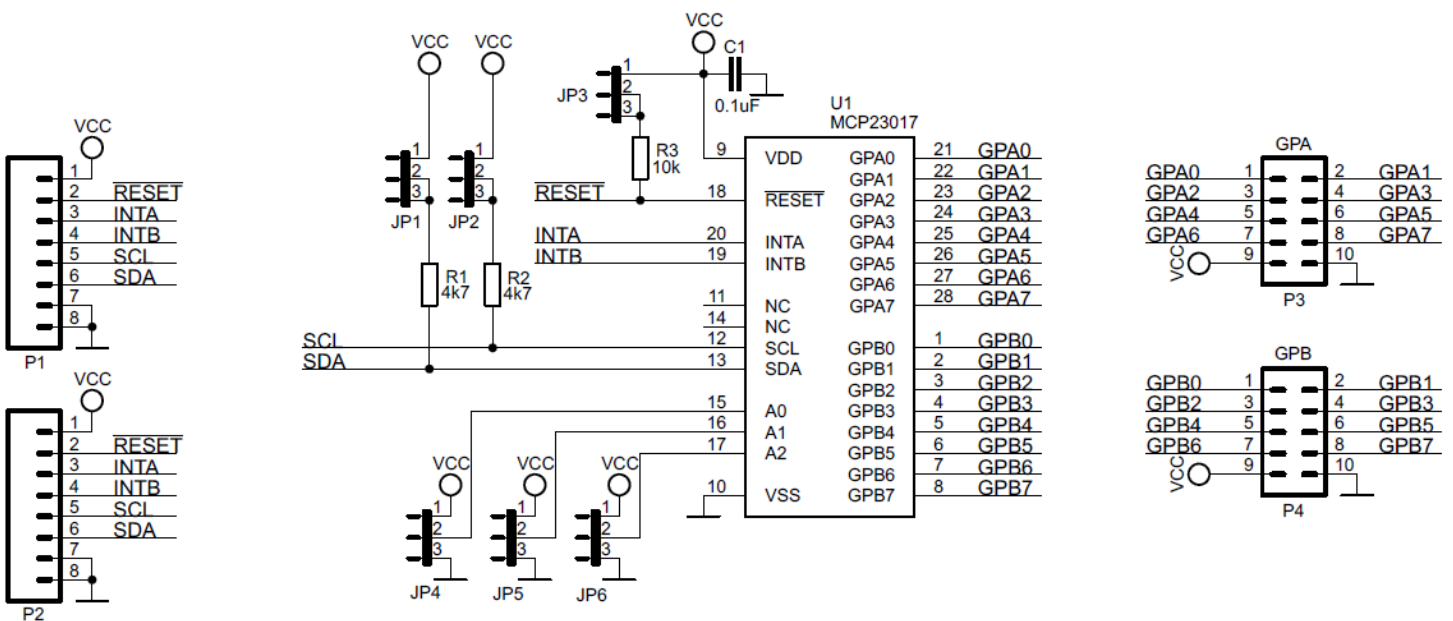 VCC
1
2 RESET
3 INTA
4 INTB
5 SCL
6 SDA
7
8
P1
VCC
1
2 RESET
3 INTA
4 INTB
5 SCL
6 SDA
7
8
P2
VCC
1
2
3
JP1
VCC
1
2
3
JP2
R1
4k7
R2
4k7
SCL
SDA
JP3
1
2
3
VCC
C1
0.1uF
R3
10k
RESET
INTA
INTB
U1
MCP23017
9 VDD
18 RESET
20 INTA
19 INTB
11 NC
14 NC
12 SCL
13 SDA
15 A0
16 A1
17 A2
10 VSS
GPA0 21 GPA0
GPA1 22 GPA1
GPA2 23 GPA2
GPA3 24 GPA3
GPA4 25 GPA4
GPA5 26 GPA5
GPA6 27 GPA6
GPA7 28 GPA7
GPB0 1 GPB0
GPB1 2 GPB1
GPB2 3 GPB2
GPB3 4 GPB3
GPB4 5 GPB4
GPB5 6 GPB5
GPB6 7 GPB6
GPB7 8 GPB7
VCC
1
2
3
JP4
VCC
1
2
3
JP5
VCC
1
2
3
JP6
GPA
GPA0 1 2 GPA1
GPA2 3 4 GPA3
GPA4 5 6 GPA5
GPA6 7 8 GPA7
VCC 9 10
P3
GPB
GPB0 1 2 GPB1
GPB2 3 4 GPB3
GPB4 5 6 GPB5
GPB6 7 8 GPB7
VCC 9 10
P4